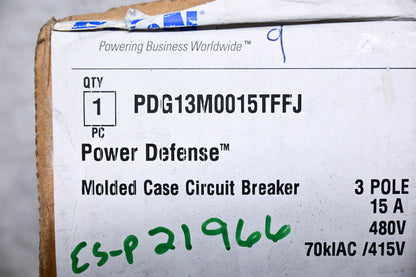 Powering Business Worldwide™
9
QTY
1
PC
PDG13M0015TFFJ
Power Defense™
Molded Case Circuit Breaker
3 POLE
15 A
480V
70kIAC /415V
ES-P21966